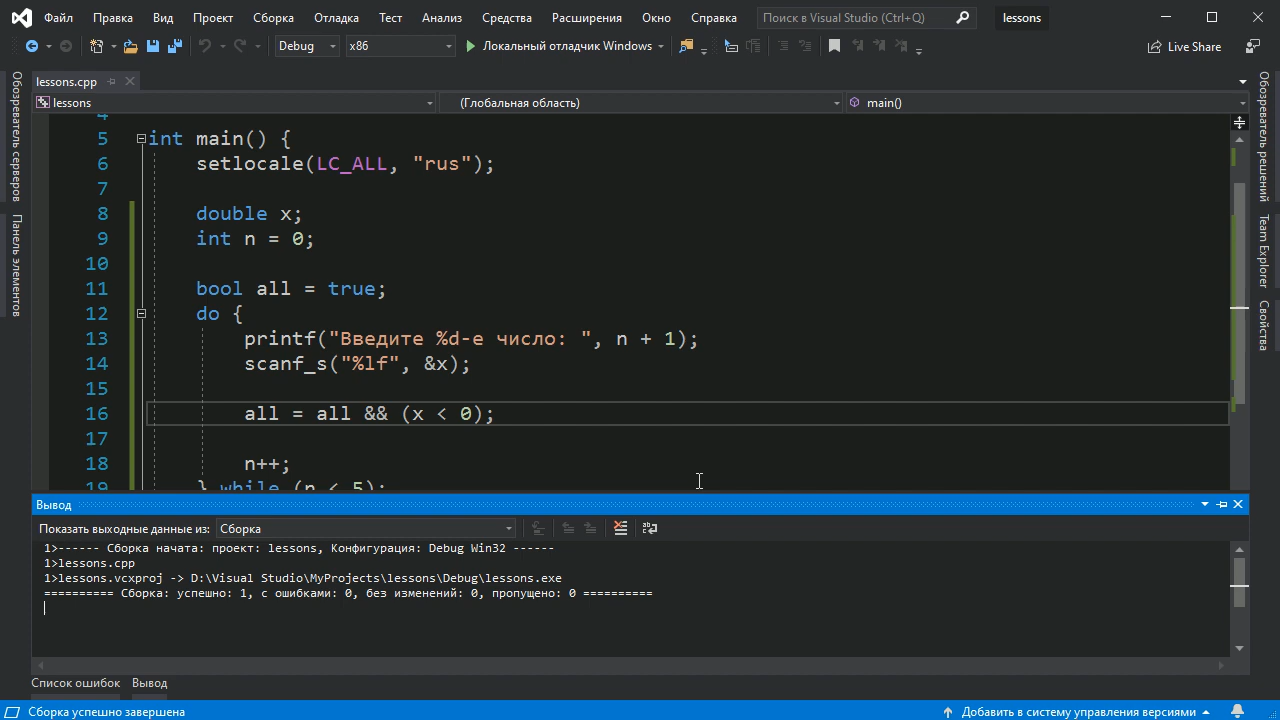 Файл Правка Вид Проект Сборка Отладка Тест Анализ Средства Расширения Окно Справка Поиск в Visual Studio (Ctrl+Q) lessons
Debug x86 Локальный отладчик Windows Live Share
lessons.cpp
lessons (Глобальная область) main()
Обозреватель серверов
Панель элементов
4
5 int main() {
6 setlocale(LC_ALL, "rus");
7
8 double x;
9 int n = 0;
10
11 bool all = true;
12 do {
13 printf("Введите %d-е число: ", n + 1);
14 scanf_s("%lf", &x);
15
16 all = all && (x < 0);
17
18 n++;
19 } while (n < 5);
Обозреватель решений
Team Explorer
Свойства
Вывод
Показать выходные данные из: Сборка
1>------ Сборка начата: проект: lessons, Конфигурация: Debug Win32 ------
1>lessons.cpp
1>lessons.vcxproj -> D:\Visual Studio\MyProjects\lessons\Debug\lessons.exe
========== Сборка: успешно: 1, с ошибками: 0, без изменений: 0, пропущено: 0 ==========
Список ошибок Вывод
Сборка успешно завершена Добавить в систему управления версиями